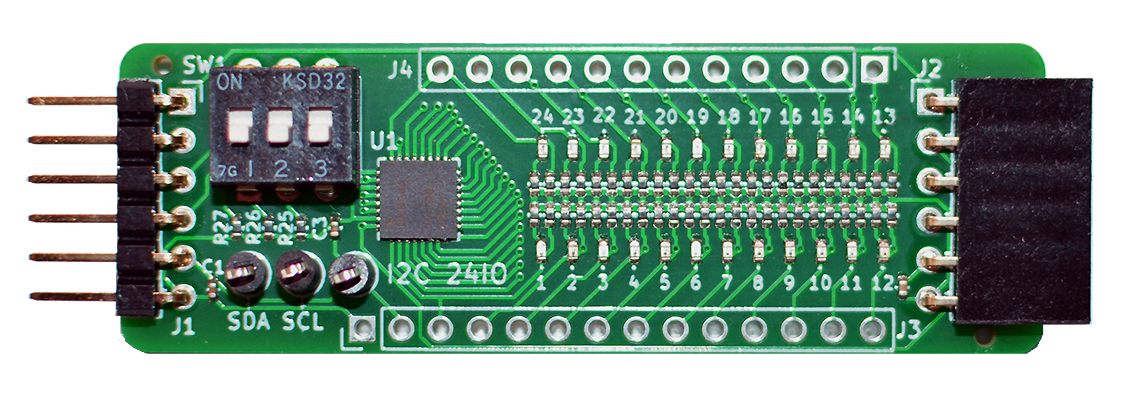 SW1
ON KSD32
7G 1 2 3
J4
J2
24 23 22 21 20 19 18 17 16 15 14 13
U1
R27 R26 R25 C3
C1
I2C 2410
1 2 3 4 5 6 7 8 9 10 11 12
SDA SCL
J1
J3